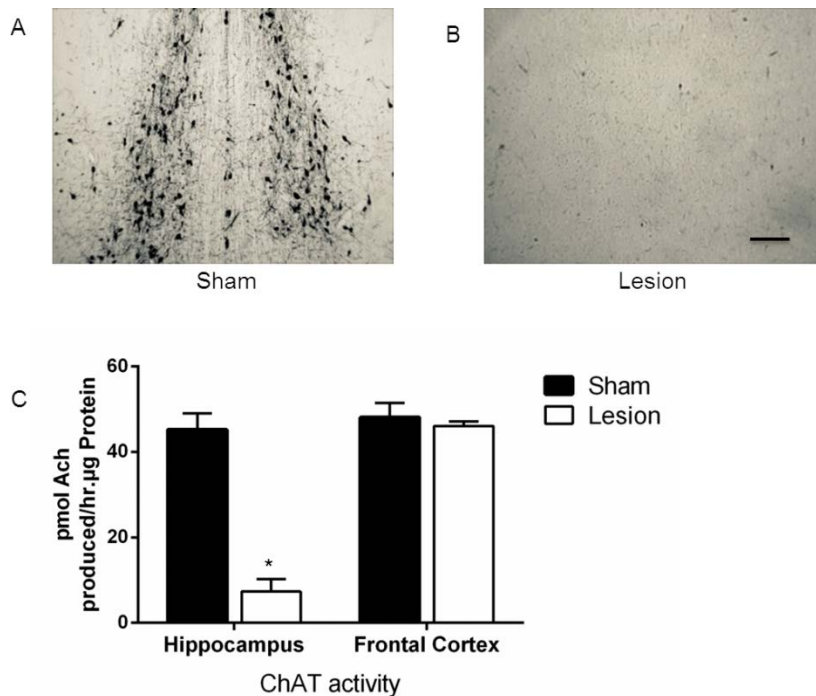 A
B
Sham
Lesion
C
60
40
20
0
pmol Ach
produced/hr.µg Protein
Sham
Lesion
*
Hippocampus
Frontal Cortex
ChAT activity